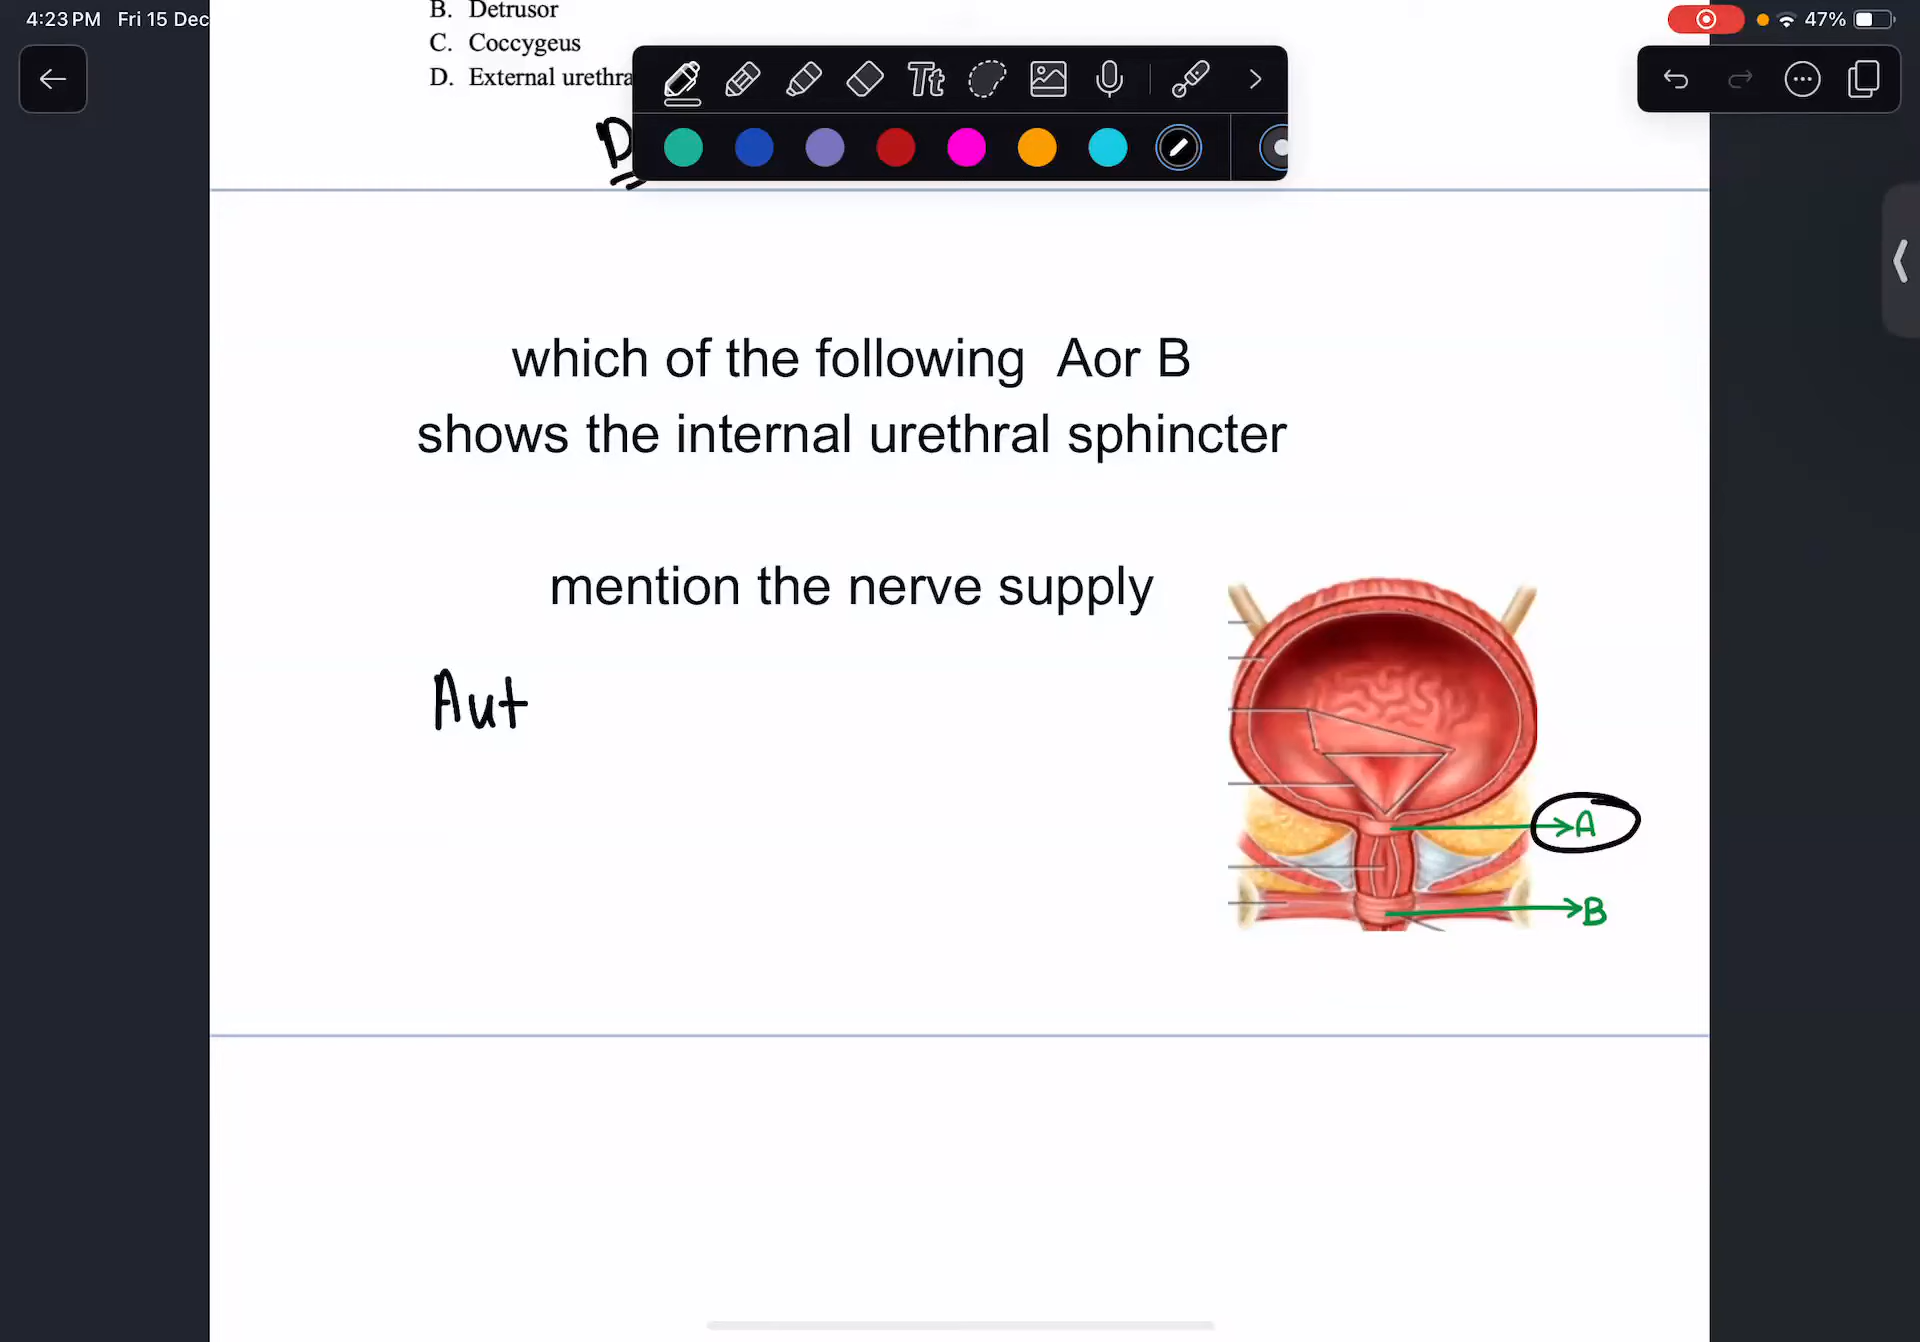 4:23 PM Fri 15 Dec
47%
B. Detrusor
C. Coccygeus
D. External urethra
Tt
D
which of the following Aor B
shows the internal urethral sphincter
mention the nerve supply
Aut
A
B